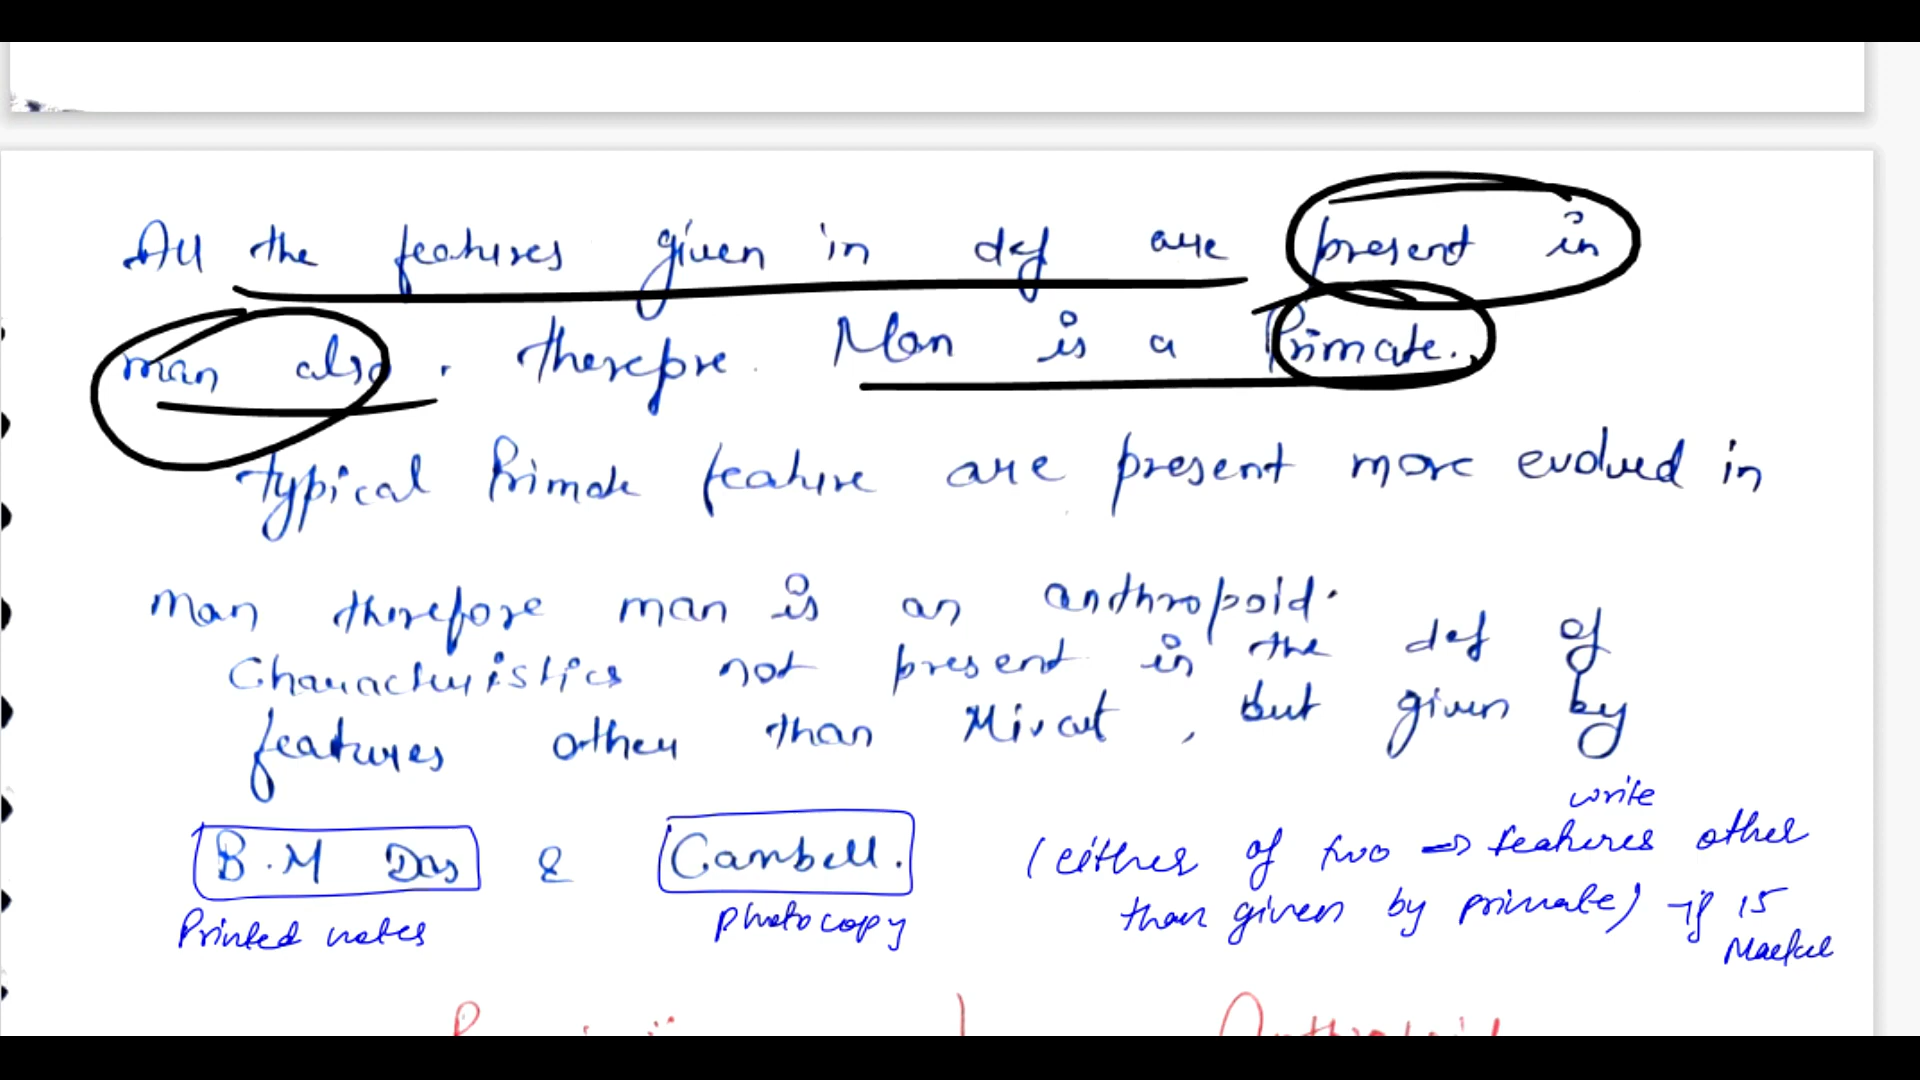 All the features given in def are present in
man also. therefore Man is a Primate.
typical Primate feature are present more evolved in
man therefore man is an anthropoid.
Characteristics not present in the def of
features other than Mivart, but given by
B.M Das & Cambell. (either of two => write features other
Printed notes photocopy than given by primate) if 15